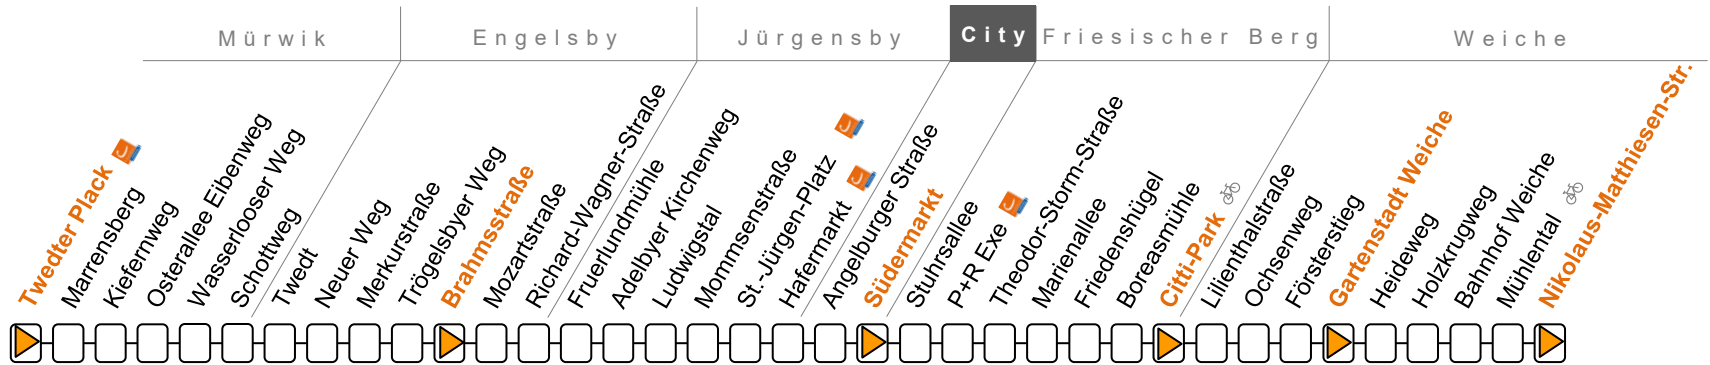 Mürwik
Engelsby
Jürgensby
City
Friesischer Berg
Weiche
Twedter Plack
Marrensberg
Kiefernweg
Osterallee Eibenweg
Wasserlooser Weg
Schottweg
Twedt
Neuer Weg
Merkurstraße
Trögelsbyer Weg
Brahmsstraße
Mozartstraße
Richard-Wagner-Straße
Fruerlundmühle
Adelbyer Kirchenweg
Ludwigstal
Mommsenstraße
St.-Jürgen-Platz
Hafermarkt
Angelburger Straße
Südermarkt
Stuhrsallee
P+R Exe
Theodor-Storm-Straße
Marienallee
Friedenshügel
Boreasmühle
Citti-Park
Lilienthalstraße
Ochsenweg
Försterstieg
Gartenstadt Weiche
Heideweg
Holzkrugweg
Bahnhof Weiche
Mühlental
Nikolaus-Matthiesen-Str.